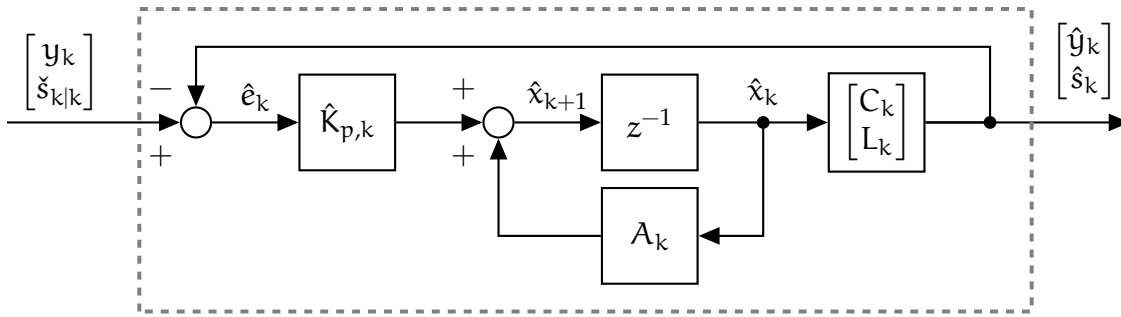 [y_k š_{k|k}]
−
+
ê_k
K̂_{p,k}
+
+
x̂_{k+1}
z^{−1}
x̂_k
[C_k L_k]
[ŷ_k ŝ_k]
A_k